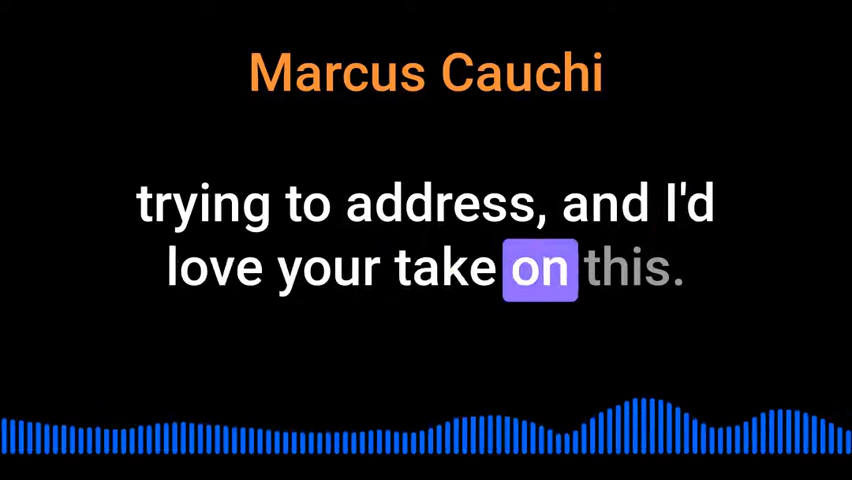 Marcus Cauchi
trying to address, and I'd
love your take on this.